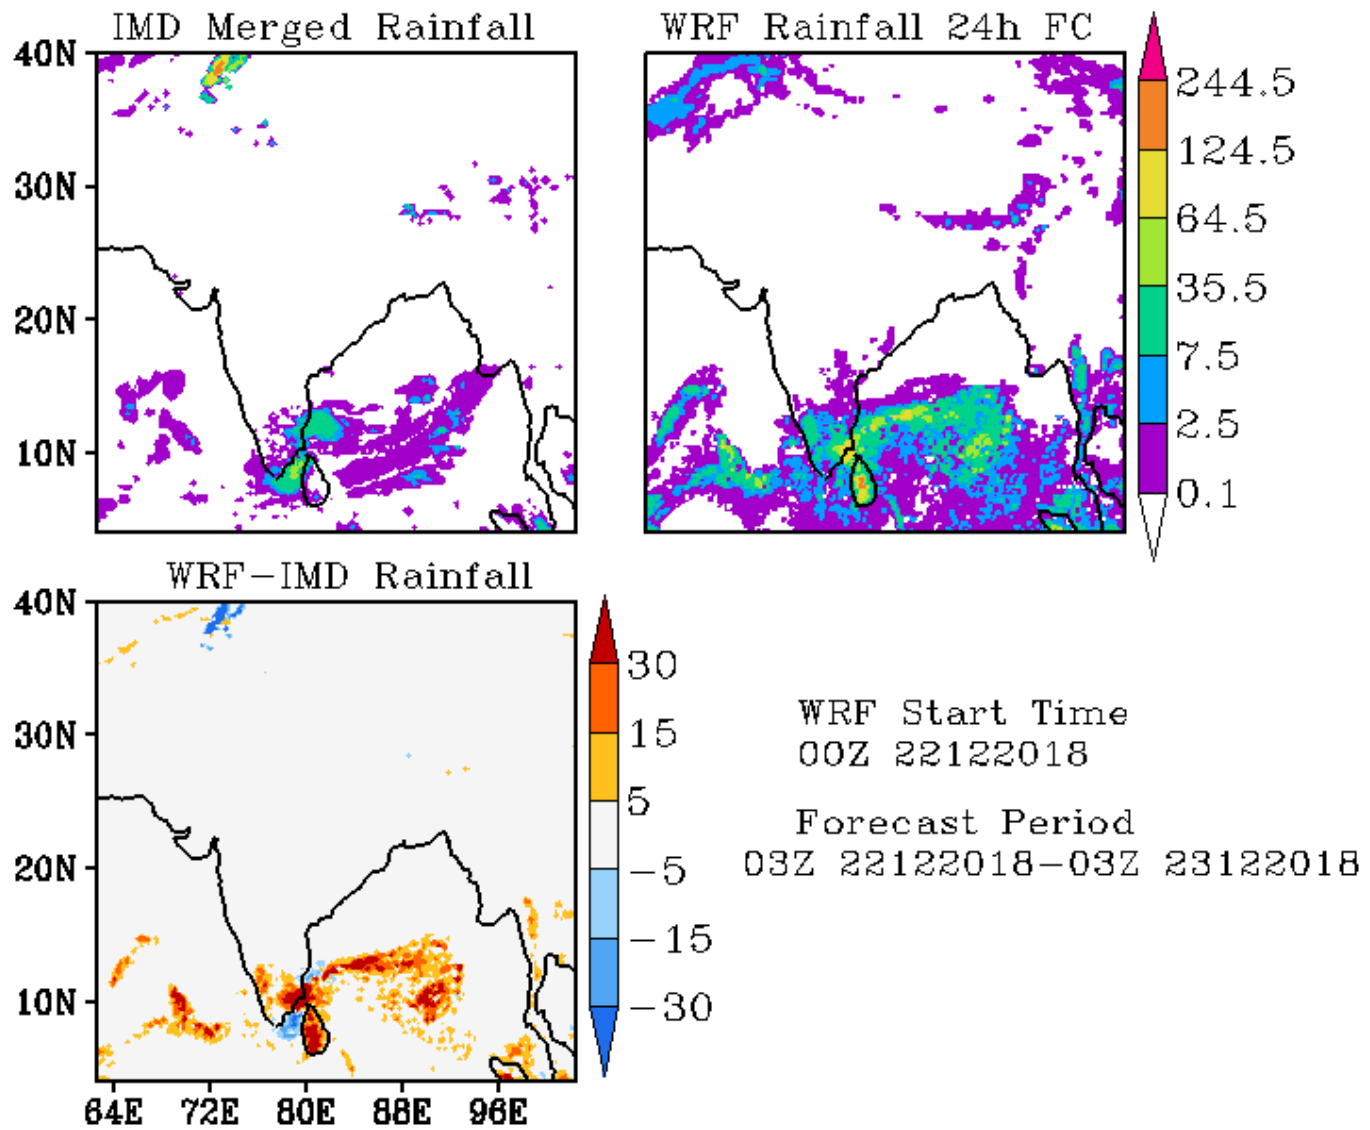 IMD Merged Rainfall
WRF Rainfall 24h FC
40N
30N
20N
10N
244.5
124.5
64.5
35.5
7.5
2.5
0.1
WRF-IMD Rainfall
40N
30N
20N
10N
64E 72E 80E 88E 96E
30
15
5
-5
-15
-30
WRF Start Time
00Z 22122018
Forecast Period
03Z 22122018-03Z 23122018